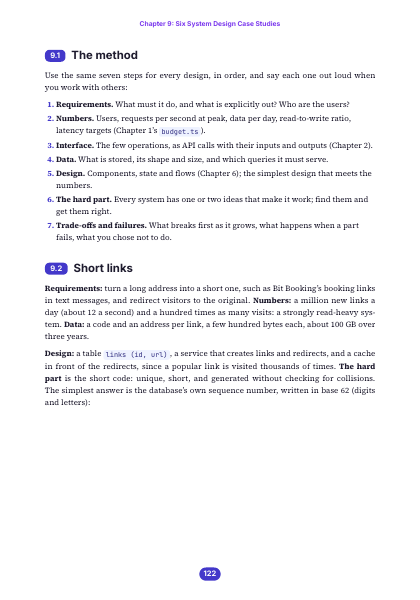 Chapter 9: Six System Design Case Studies
9.1 The method
Use the same seven steps for every design, in order, and say each one out loud when
you work with others:
1. Requirements. What must it do, and what is explicitly out? Who are the users?
2. Numbers. Users, requests per second at peak, data per day, read-to-write ratio,
latency targets (Chapter 1's budget.ts).
3. Interface. The few operations, as API calls with their inputs and outputs (Chapter 2).
4. Data. What is stored, its shape and size, and which queries it must serve.
5. Design. Components, state and flows (Chapter 6); the simplest design that meets the
numbers.
6. The hard part. Every system has one or two ideas that make it work; find them and
get them right.
7. Trade-offs and failures. What breaks first as it grows, what happens when a part
fails, what you chose not to do.
9.2 Short links
Requirements: turn a long address into a short one, such as Bit Booking's booking links
in text messages, and redirect visitors to the original. Numbers: a million new links a
day (about 12 a second) and a hundred times as many visits: a strongly read-heavy sys-
tem. Data: a code and an address per link, a few hundred bytes each, about 100 GB over
three years.
Design: a table links (id, url), a service that creates links and redirects, and a cache
in front of the redirects, since a popular link is visited thousands of times. The hard
part is the short code: unique, short, and generated without checking for collisions.
The simplest answer is the database's own sequence number, written in base 62 (digits
and letters):
122